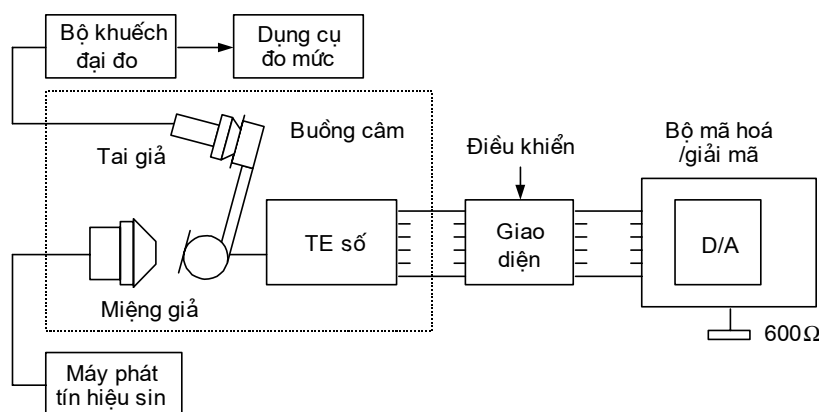 Bộ khuếch
đại đo
Dụng cụ
đo mức
Buồng câm
Tai giả
Điều khiển
Bộ mã hoá
/giải mã
TE số
Giao
diện
D/A
Miệng giả
600Ω
Máy phát
tín hiệu sin